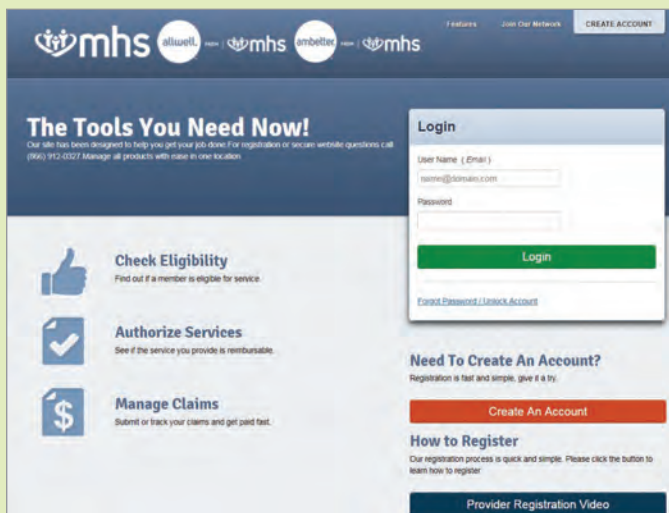 Features Join Our Network CREATE ACCOUNT
mhs allwell. FROM | mhs ambetter. FROM | mhs
The Tools You Need Now!
Our site has been designed to help you get your job done.For registration or secure website questions call
(866) 912-0327.Manage all products with ease in one location
Login
User Name ( Email )
name@domain.com
Password
Login
Forgot Password / Unlock Account
Check Eligibility
Find out if a member is eligible for service.
Authorize Services
See if the service you provide is reimbursable.
Manage Claims
Submit or track your claims and get paid fast.
Need To Create An Account?
Registration is fast and simple, give it a try.
Create An Account
How to Register
Our registration process is quick and simple. Please click the button to
learn how to register
Provider Registration Video